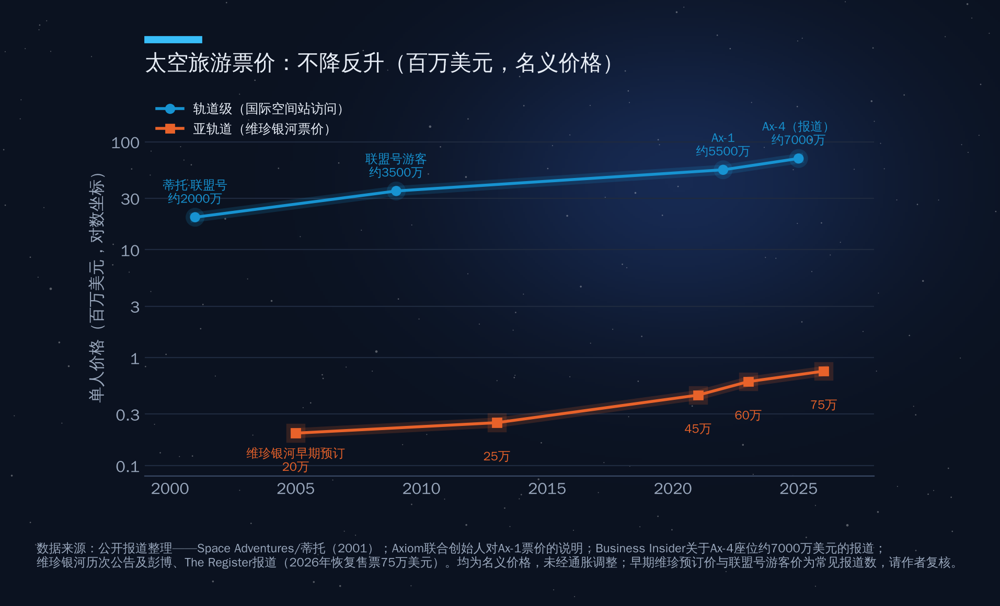 太空旅游票价：不降反升（百万美元，名义价格）
轨道级（国际空间站访问）
亚轨道（维珍银河票价）
单人价格（百万美元，对数坐标）
100
30
10
3
1
0.3
0.1
蒂托·联盟号
约2000万
联盟号游客
约3500万
Ax-1
约5500万
Ax-4（报道）
约7000万
维珍银河早期预订
20万
25万
45万
60万
75万
2000
2005
2010
2015
2020
2025
数据来源：公开报道整理——Space Adventures/蒂托（2001）；Axiom联合创始人对Ax-1票价的说明；Business Insider关于Ax-4座位约7000万美元的报道；
维珍银河历次公告及彭博、The Register报道（2026年恢复售票75万美元）。均为名义价格，未经通胀调整；早期维珍预订价与联盟号游客价为常见报道数，请作者复核。